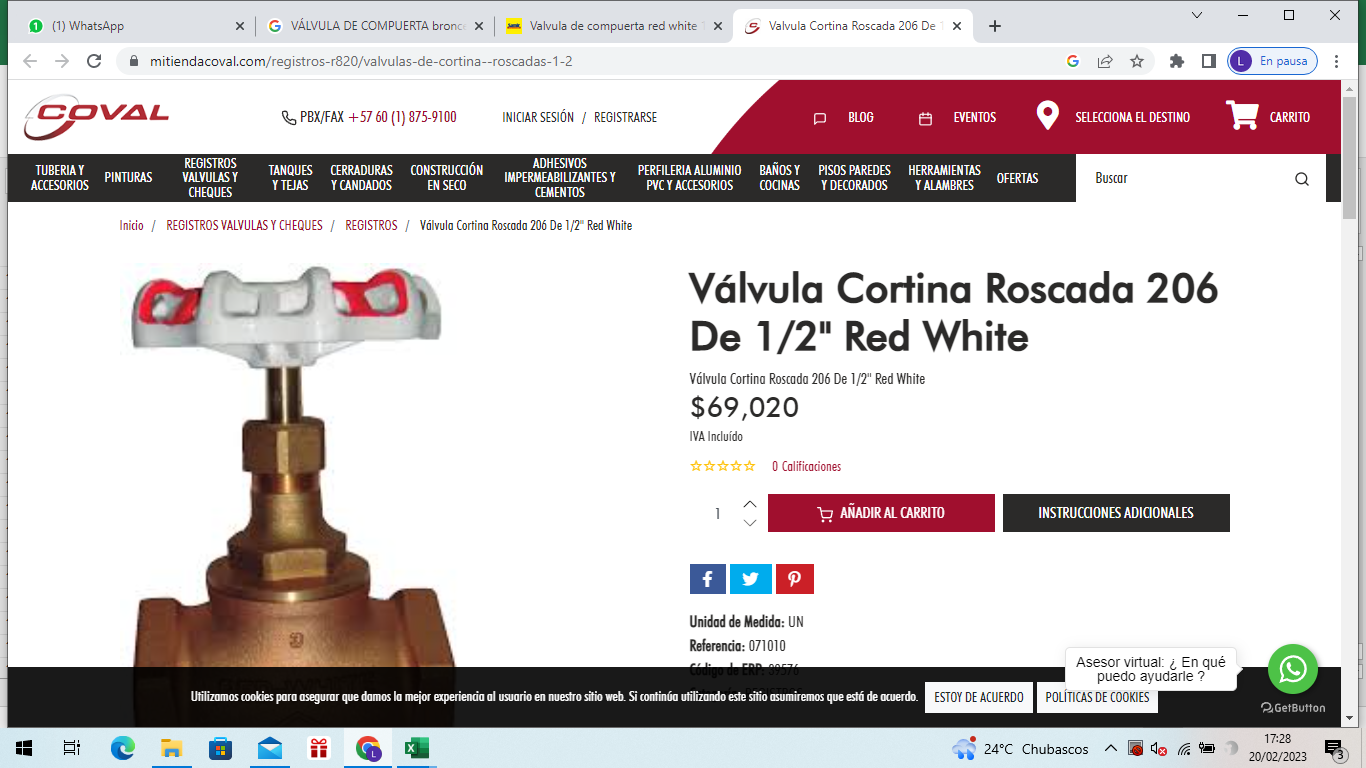 (1) WhatsApp
VÁLVULA DE COMPUERTA bronce
Valvula de compuerta red white 1
Valvula Cortina Roscada 206 De 1
mitiendacoval.com/registros-r820/valvulas-de-cortina--roscadas-1-2
L
En pausa
COVAL
PBX/FAX +57 60 (1) 875-9100
INICIAR SESIÓN / REGISTRARSE
BLOG
EVENTOS
SELECCIONA EL DESTINO
CARRITO
TUBERIA Y
ACCESORIOS
PINTURAS
REGISTROS
VALVULAS Y
CHEQUES
TANQUES
Y TEJAS
CERRADURAS
Y CANDADOS
CONSTRUCCIÓN
EN SECO
ADHESIVOS
IMPERMEABILIZANTES Y
CEMENTOS
PERFILERIA ALUMINIO
PVC Y ACCESORIOS
BAÑOS Y
COCINAS
PISOS PAREDES
Y DECORADOS
HERRAMIENTAS
Y ALAMBRES
OFERTAS
Buscar
Inicio / REGISTROS VALVULAS Y CHEQUES / REGISTROS / Válvula Cortina Roscada 206 De 1/2" Red White
Válvula Cortina Roscada 206
De 1/2" Red White
Válvula Cortina Roscada 206 De 1/2" Red White
$69,020
IVA Incluído
0 Calificaciones
1
AÑADIR AL CARRITO
INSTRUCCIONES ADICIONALES
Unidad de Medida: UN
Referencia: 071010
Código de ERP: 39576
Asesor virtual: ¿ En qué
puedo ayudarle ?
Utilizamos cookies para asegurar que damos la mejor experiencia al usuario en nuestro sitio web. Si continúa utilizando este sitio asumiremos que está de acuerdo.
ESTOY DE ACUERDO
POLÍTICAS DE COOKIES
GetButton
24°C Chubascos
17:28
20/02/2023
3